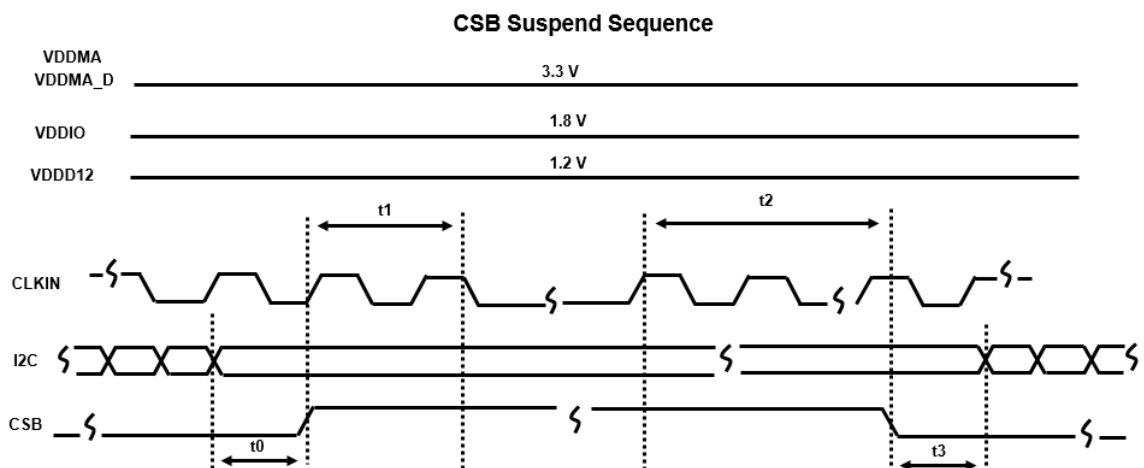 CSB Suspend Sequence
VDDMA
VDDMA_D
3.3 V
VDDIO
1.8 V
VDDD12
1.2 V
t1
t2
CLKIN
I2C
CSB
t0
t3